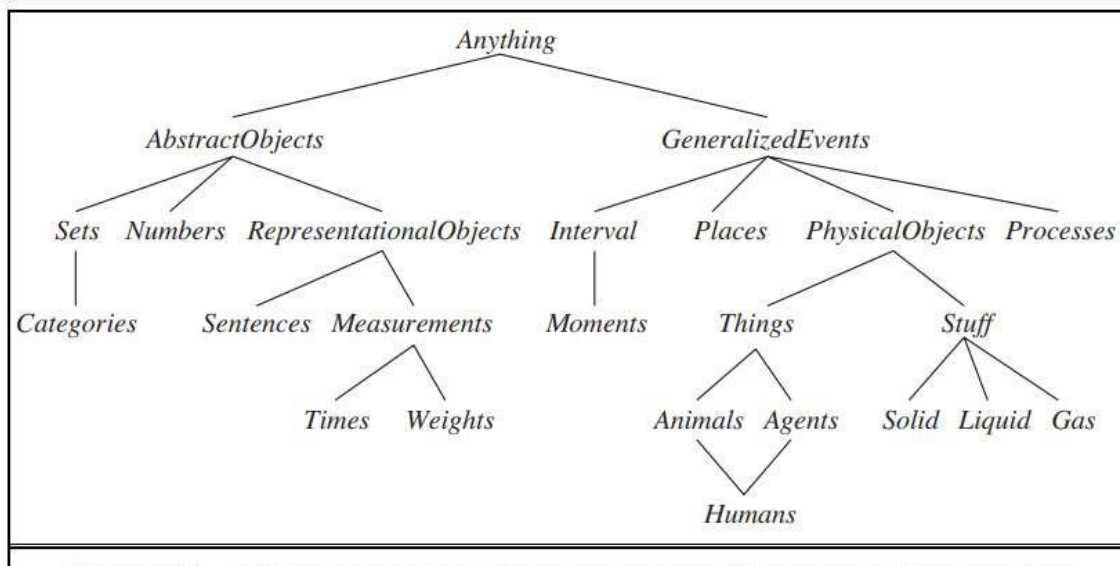 Anything
AbstractObjects GeneralizedEvents
Sets Numbers RepresentationalObjects Interval Places PhysicalObjects Processes
Categories Sentences Measurements Moments Things Stuff
Times Weights Animals Agents Solid Liquid Gas
Humans